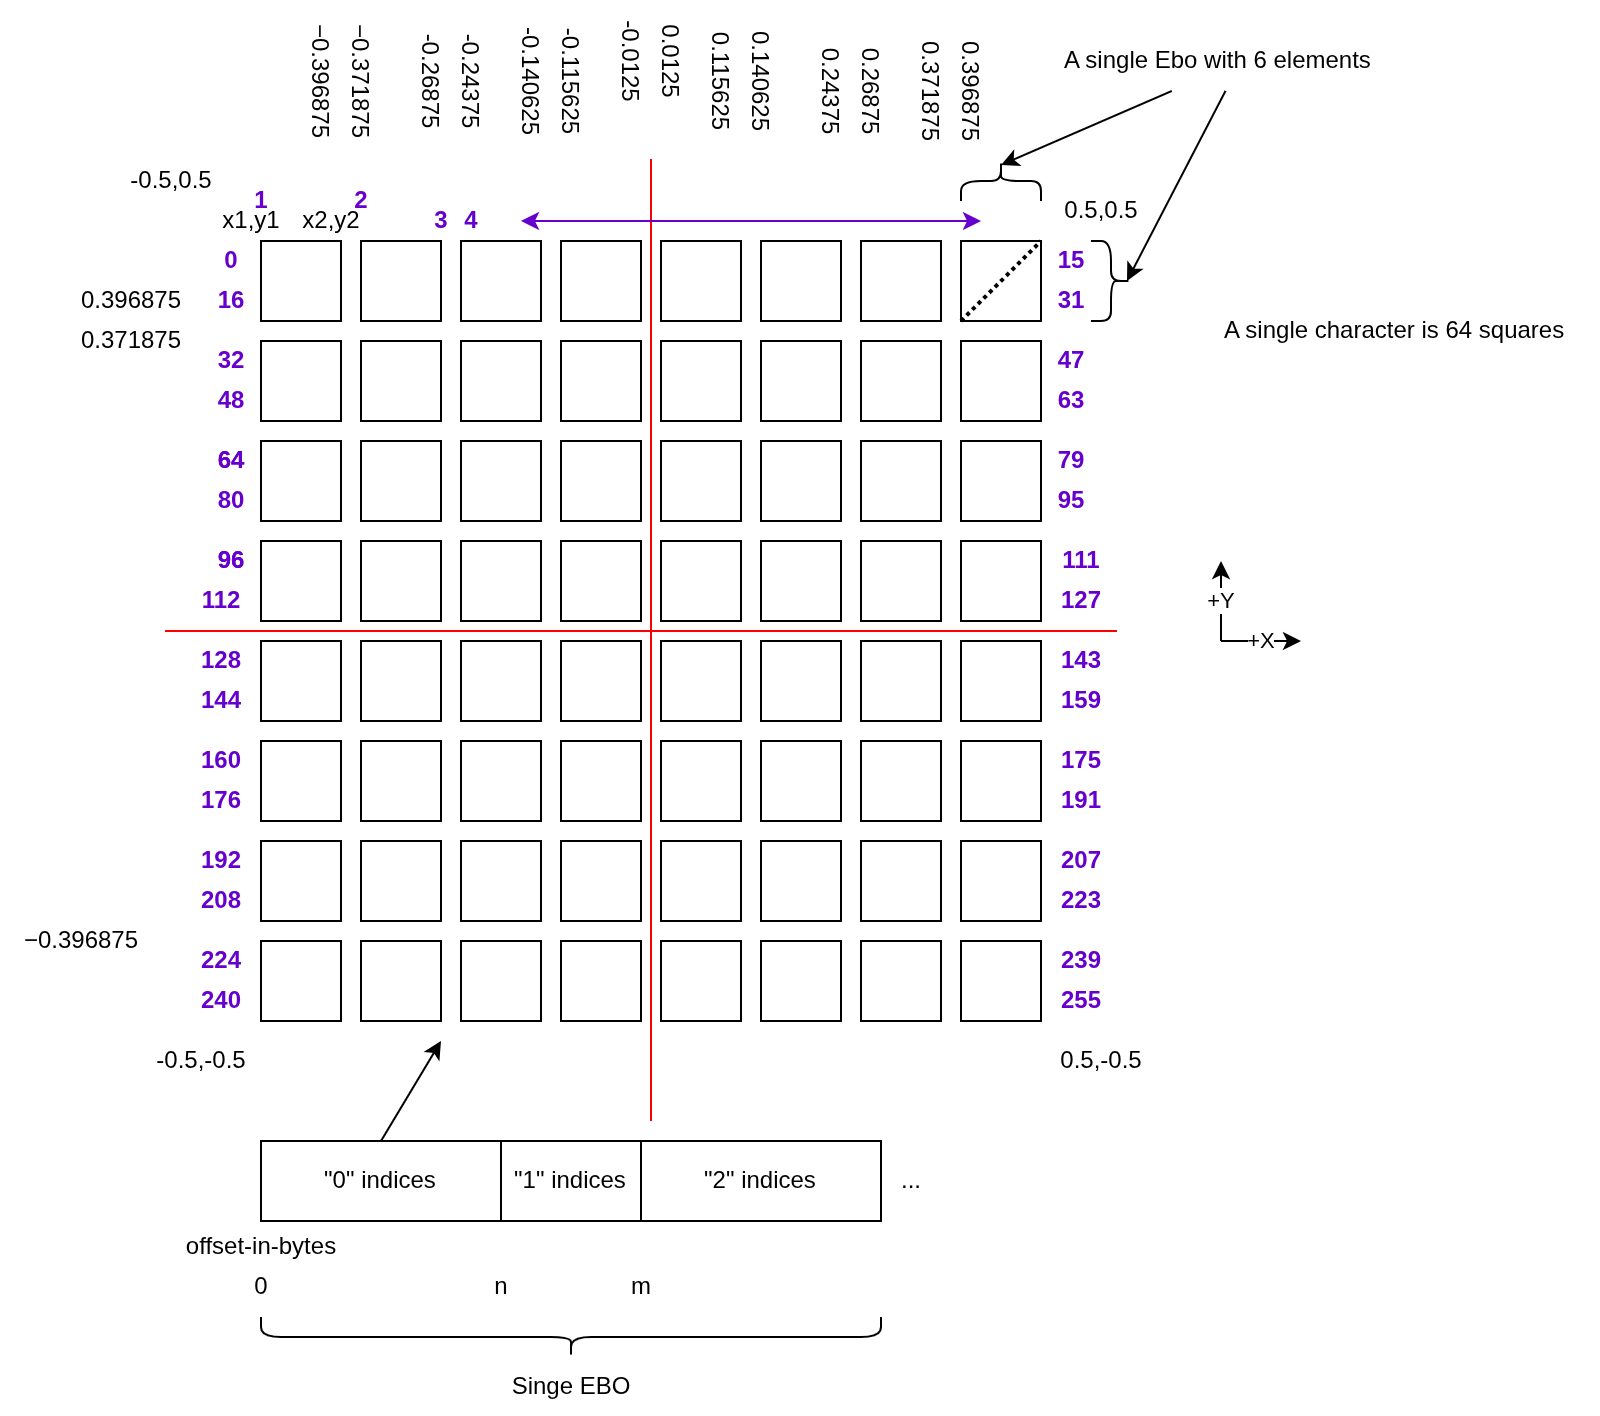 −0.396875 −0.371875 -0.26875 -0.24375 -0.140625 -0.115625 -0.0125 0.0125 0.115625 0.140625 0.24375 0.26875 0.371875 0.396875
A single Ebo with 6 elements
-0.5,0.5
1 2
x1,y1 x2,y2 3 4
0.5,0.5
0 15
0.396875 16 31
0.371875
A single character is 64 squares
32 47
48 63
64 79
80 95
96 111
112 127
+Y
+X
128 143
144 159
160 175
176 191
192 207
208 223
−0.396875
224 239
240 255
-0.5,-0.5 0.5,-0.5
"0" indices "1" indices "2" indices ...
offset-in-bytes
0 n m
Singe EBO